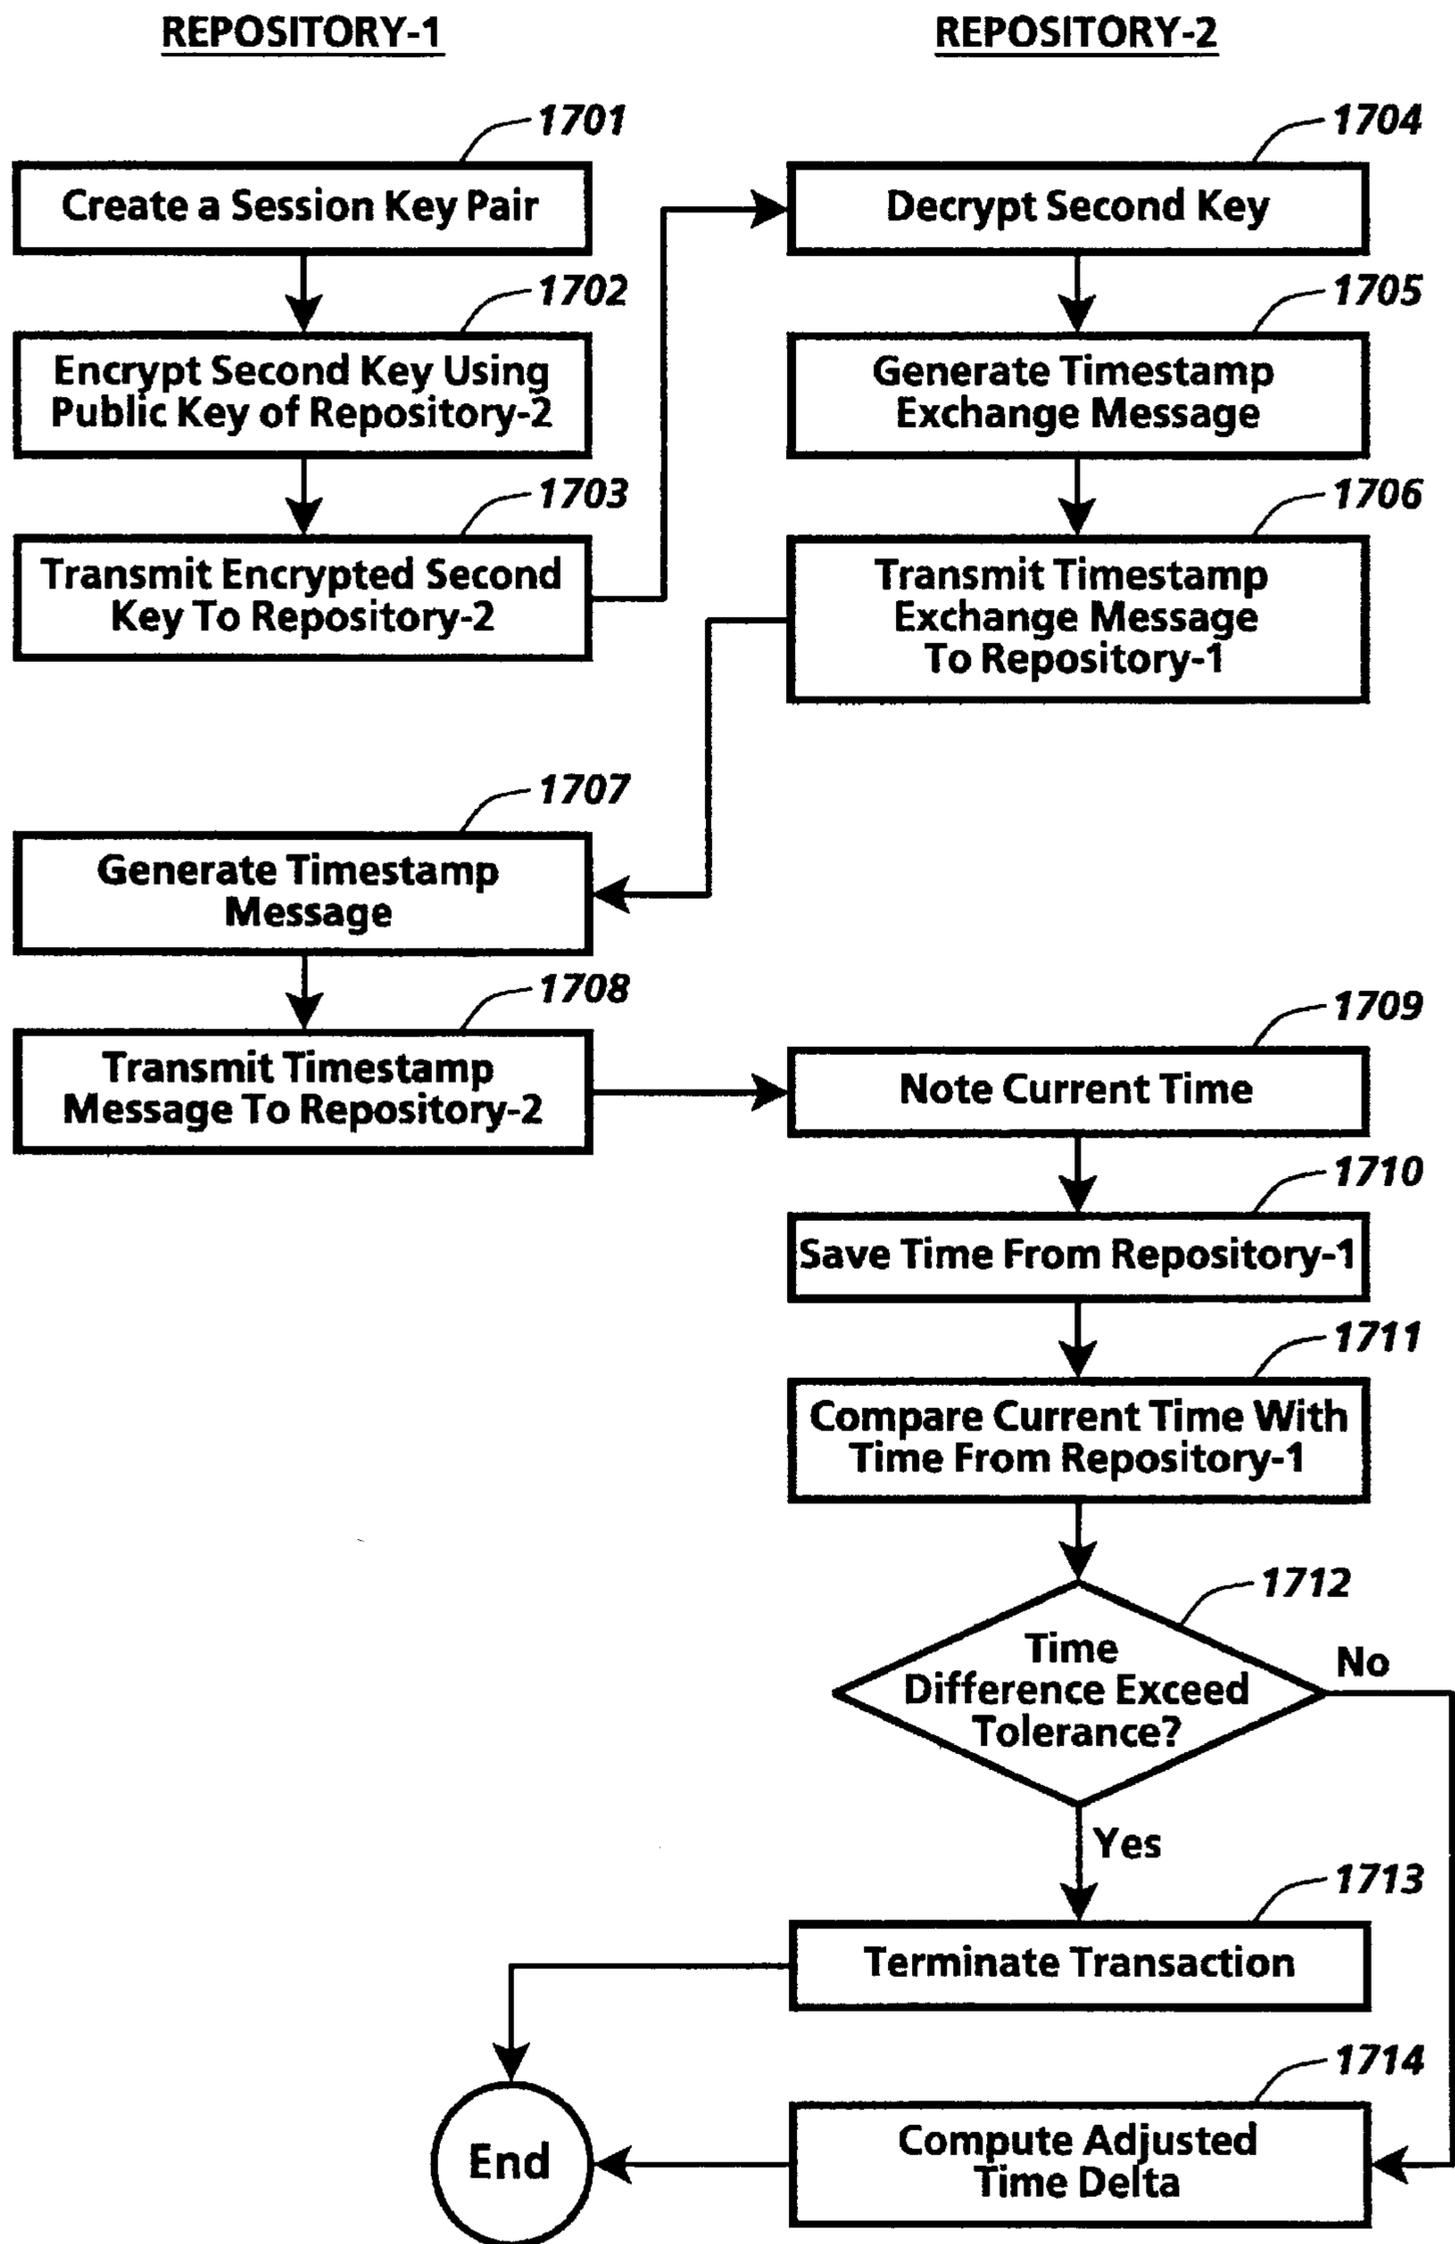 REPOSITORY-1
REPOSITORY-2
1701
Create a Session Key Pair
1702
Encrypt Second Key Using
Public Key of Repository-2
1703
Transmit Encrypted Second
Key To Repository-2
1704
Decrypt Second Key
1705
Generate Timestamp
Exchange Message
1706
Transmit Timestamp
Exchange Message
To Repository-1
1707
Generate Timestamp
Message
1708
Transmit Timestamp
Message To Repository-2
1709
Note Current Time
1710
Save Time From Repository-1
1711
Compare Current Time With
Time From Repository-1
1712
Time
Difference Exceed
Tolerance?
No
Yes
1713
Terminate Transaction
1714
Compute Adjusted
Time Delta
End